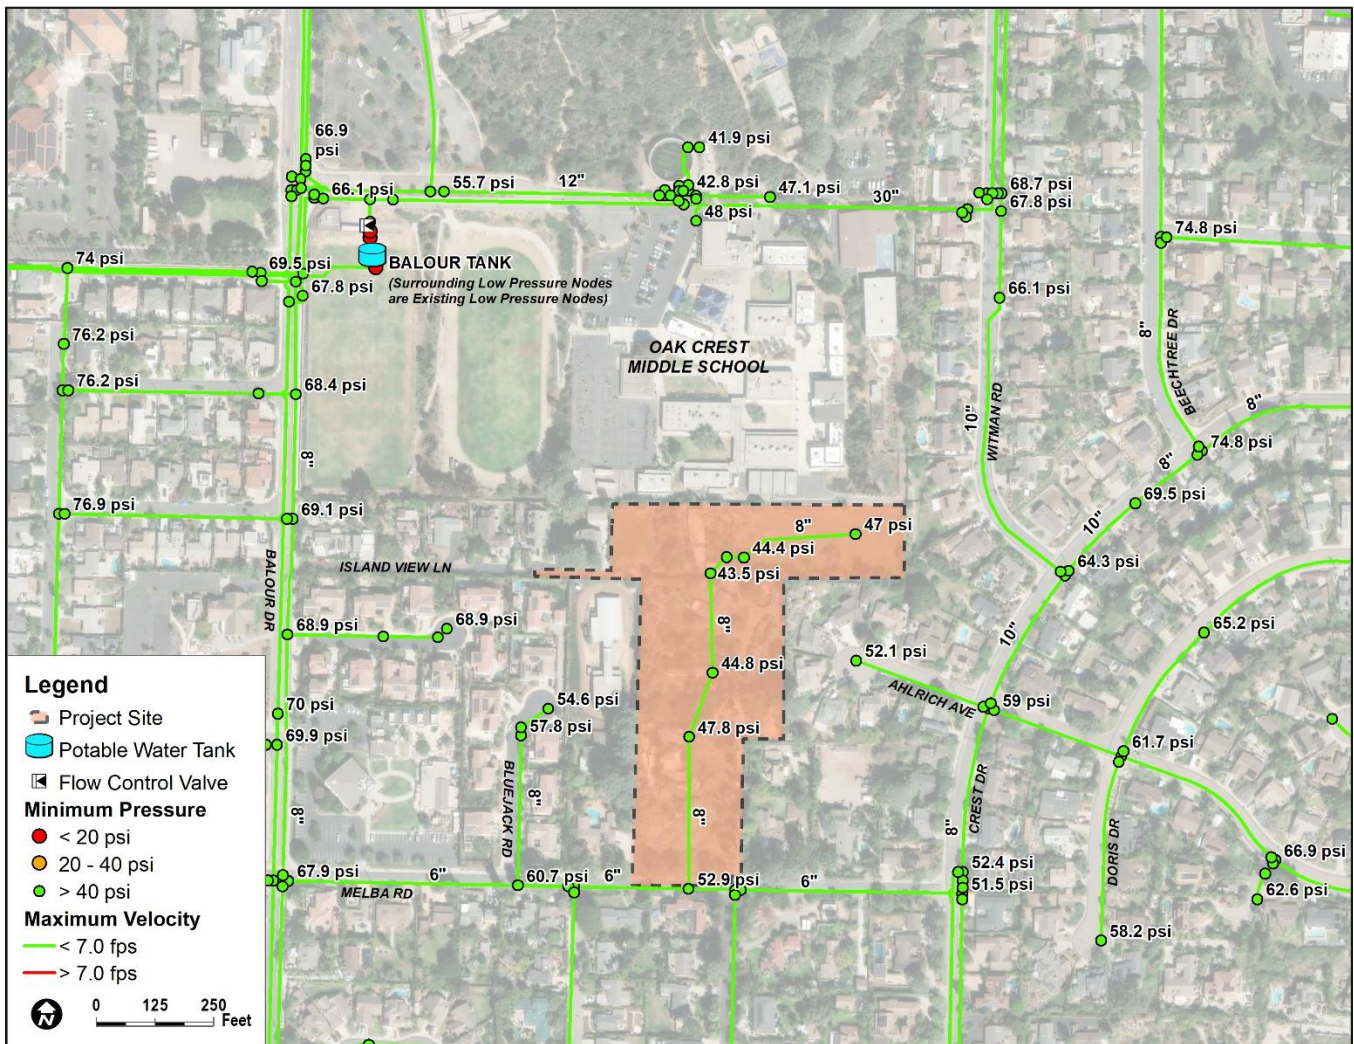 66.9
psi
41.9 psi
66.1 psi
55.7 psi
12"
42.8 psi
47.1 psi
30"
68.7 psi
67.8 psi
48 psi
74.8 psi
74 psi
69.5 psi
BALOUR TANK
(Surrounding Low Pressure Nodes
are Existing Low Pressure Nodes)
67.8 psi
66.1 psi
76.2 psi
OAK CREST
MIDDLE SCHOOL
8"
BEECHTREE DR
76.2 psi
68.4 psi
10"
WITMAN RD
8"
74.8 psi
8"
8"
69.5 psi
76.9 psi
69.1 psi
10"
8"
47 psi
44.4 psi
43.5 psi
ISLAND VIEW LN
BALOUR DR
64.3 psi
68.9 psi
68.9 psi
8"
10"
65.2 psi
44.8 psi
52.1 psi
AHLRICH AVE
59 psi
54.6 psi
57.8 psi
47.8 psi
70 psi
69.9 psi
61.7 psi
BLUEJACK RD
8"
8"
8"
8"
CREST DR
DORIS DR
67.9 psi
6"
MELBA RD
60.7 psi
6"
52.9 psi
6"
52.4 psi
51.5 psi
66.9 psi
62.6 psi
58.2 psi
Legend
Project Site
Potable Water Tank
Flow Control Valve
Minimum Pressure
< 20 psi
20 - 40 psi
> 40 psi
Maximum Velocity
< 7.0 fps
> 7.0 fps
N
0 125 250
Feet